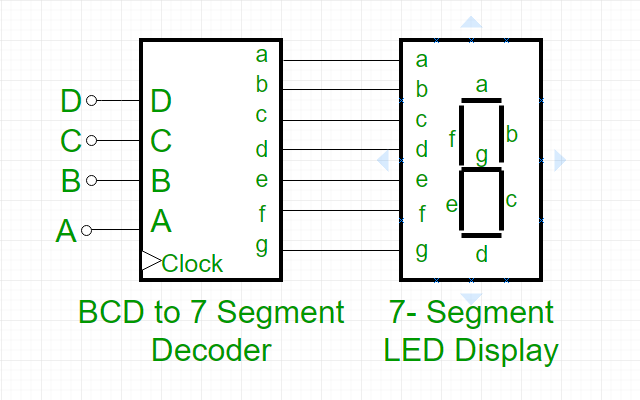 a a
b b a
D D
c c
C C d d f b
g
B B e e
e c
A A f f
g g d
Clock
BCD to 7 Segment 7- Segment
Decoder LED Display